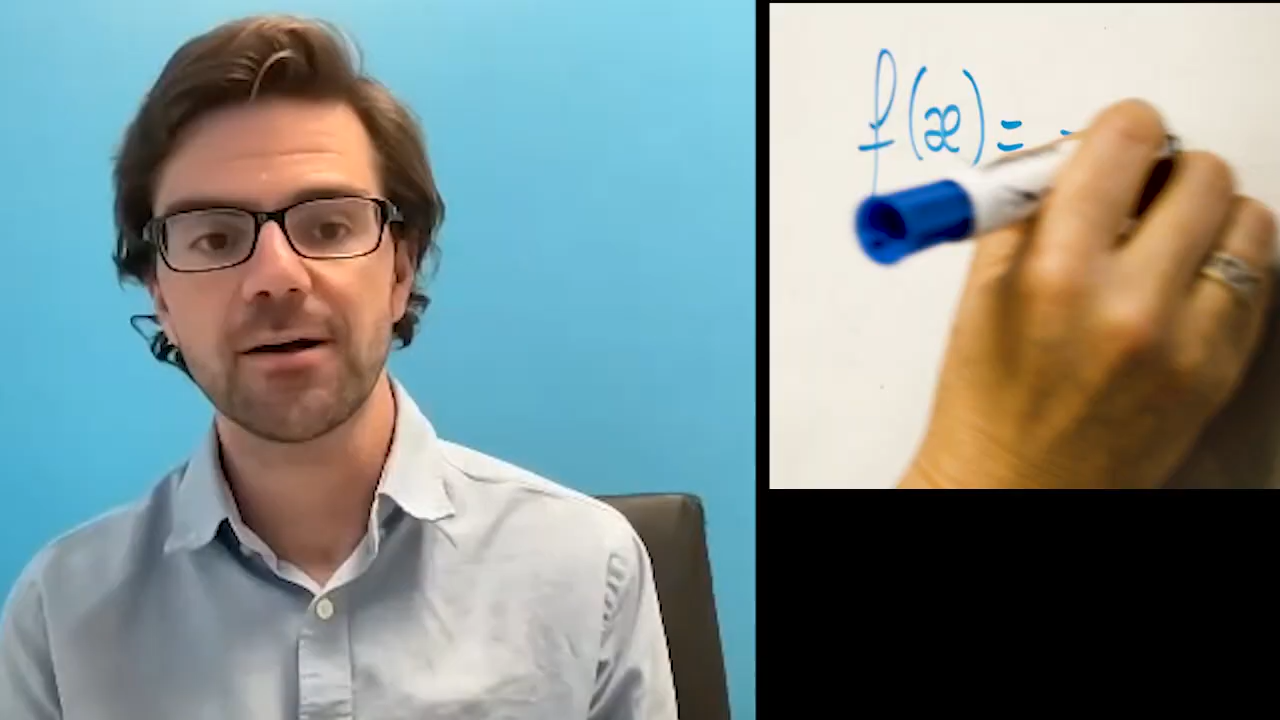 f(x) =